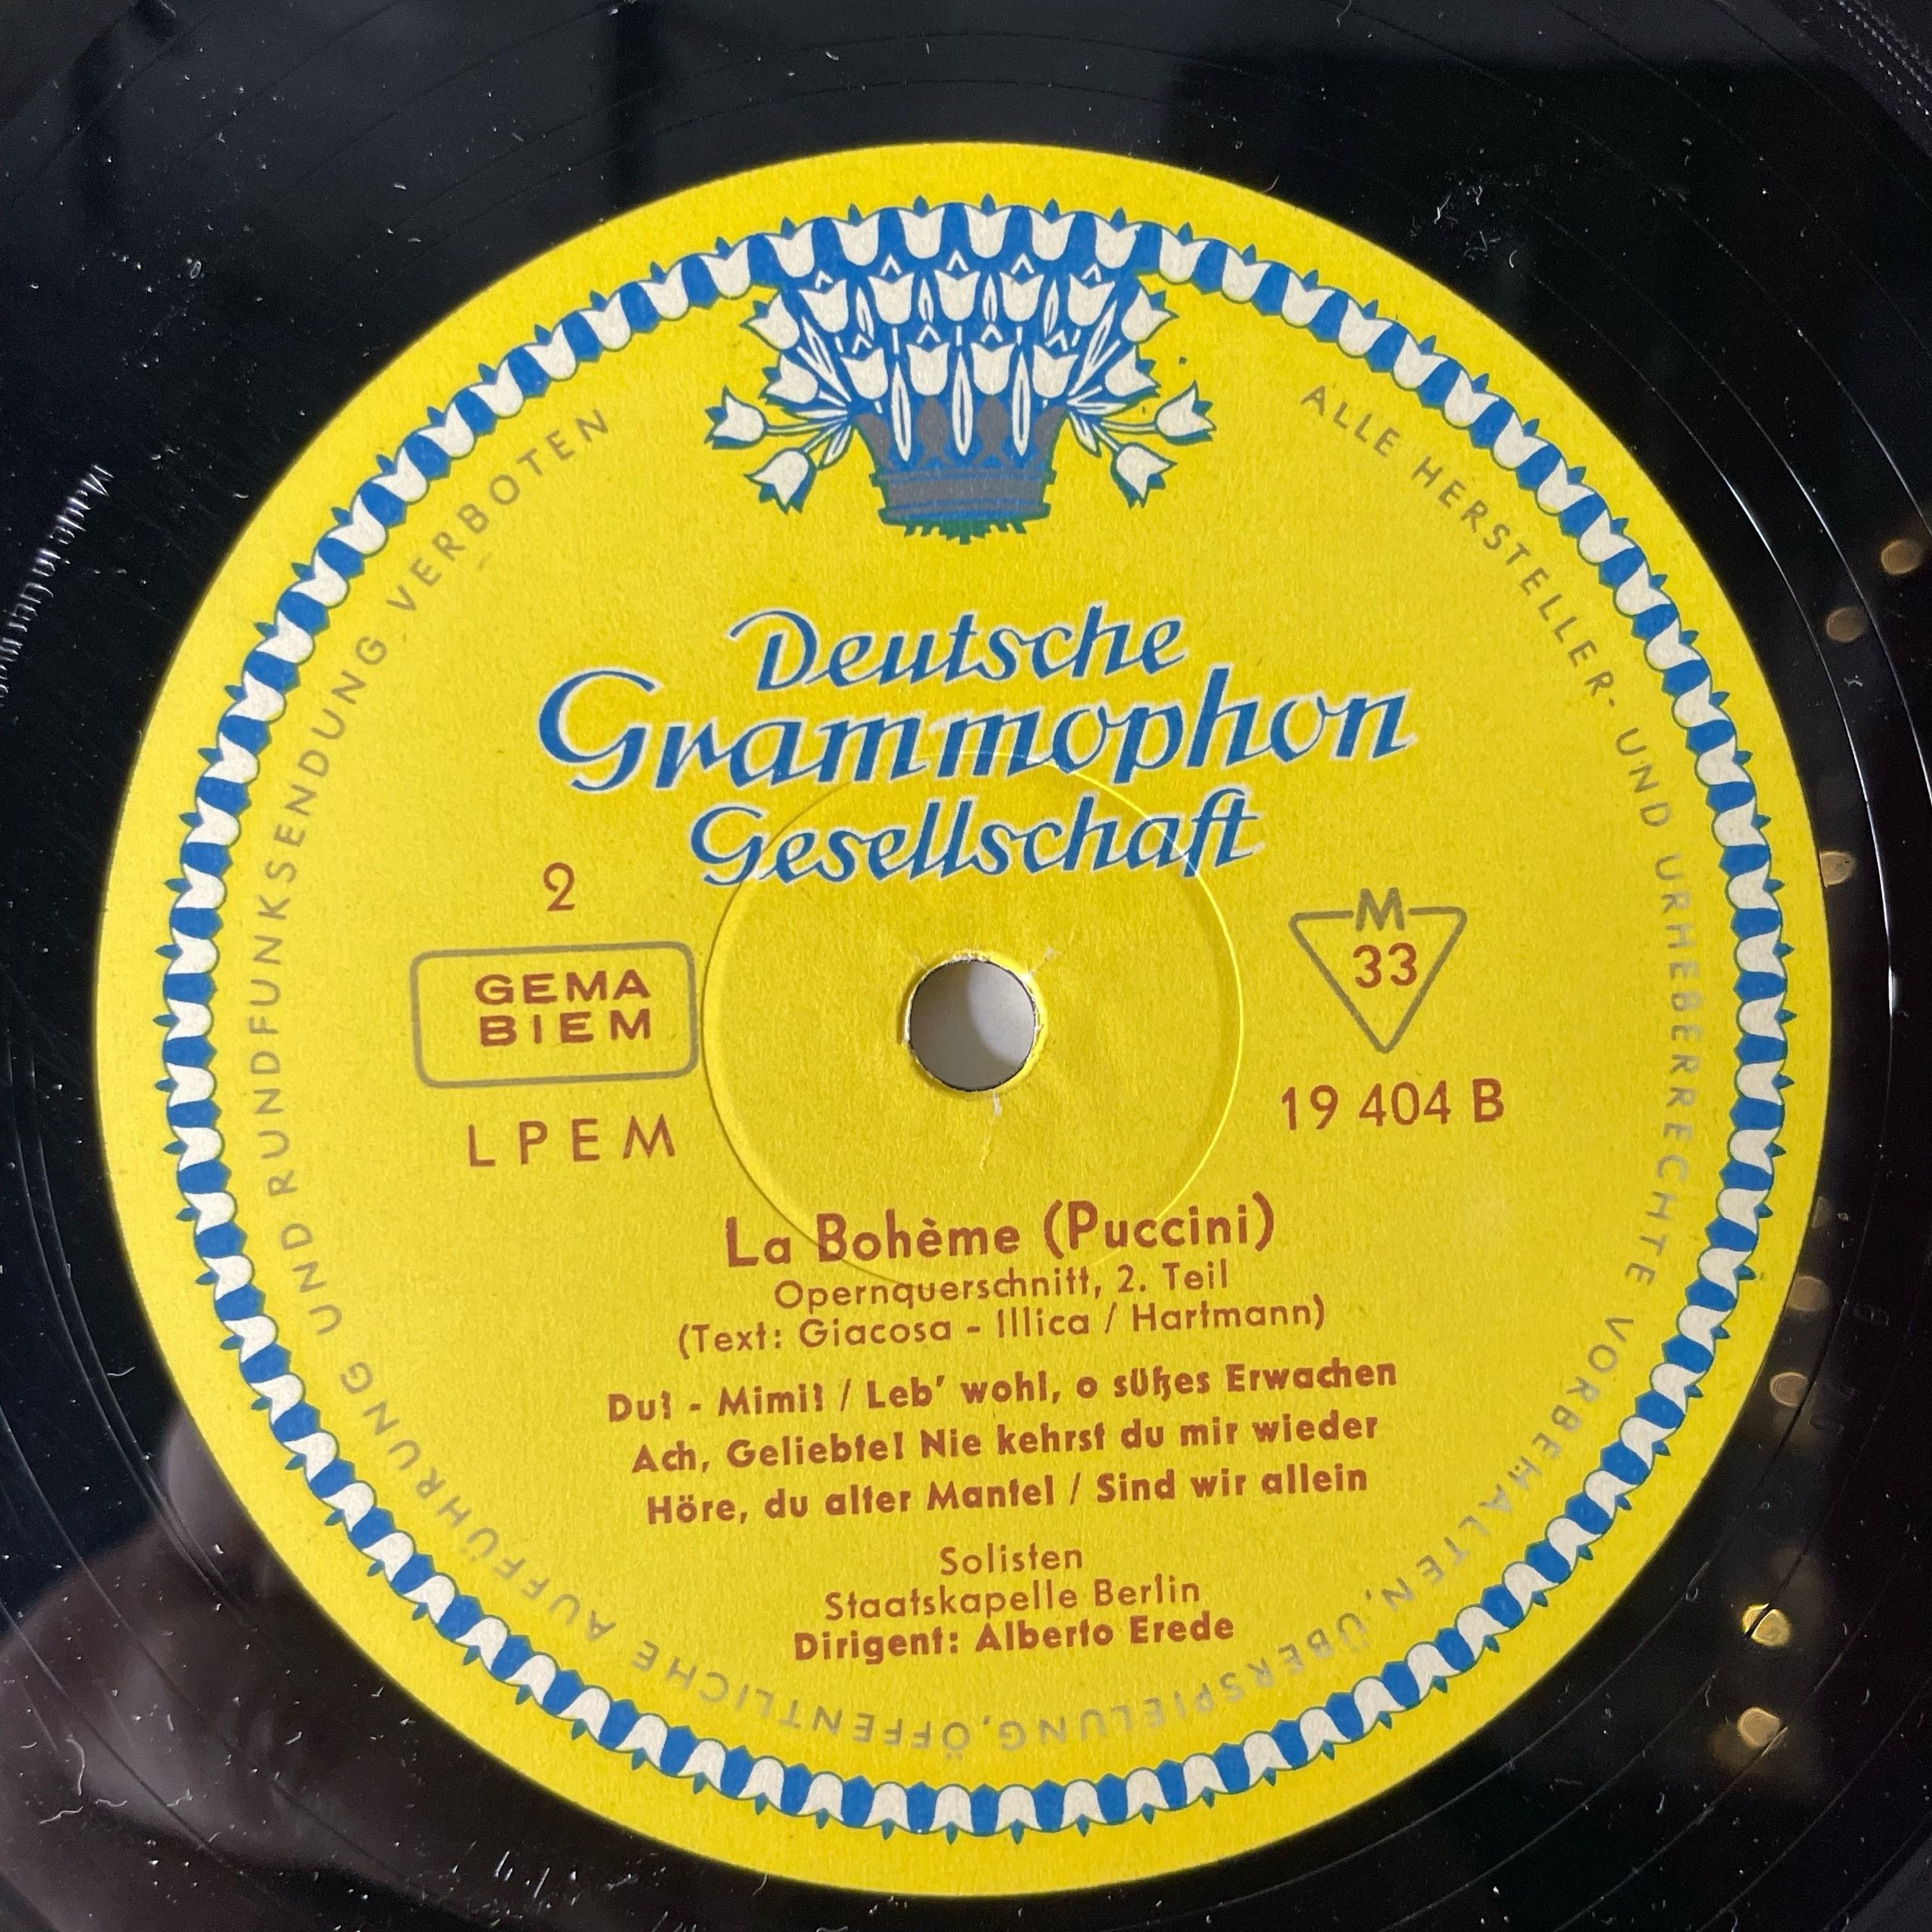 ALLE HERSTELLER- UND URHEBERRECHTE VORBEHALTEN, ÜBERSPIELUNG, ÖFFENTLICHE AUFFÜHRUNG UND RUNDFUNKSENDUNG VERBOTEN
Deutsche
Grammophon
Gesellschaft
2
GEMA
BIEM
LPEM
M
33
19 404 B
La Bohème (Puccini)
Opernquerschnitt, 2. Teil
(Text: Giacosa - Illica / Hartmann)
Du? - Mimi? / Leb' wohl, o süßes Erwachen
Ach, Geliebte! Nie kehrst du mir wieder
Höre, du alter Mantel / Sind wir allein
Solisten
Staatskapelle Berlin
Dirigent: Alberto Erede